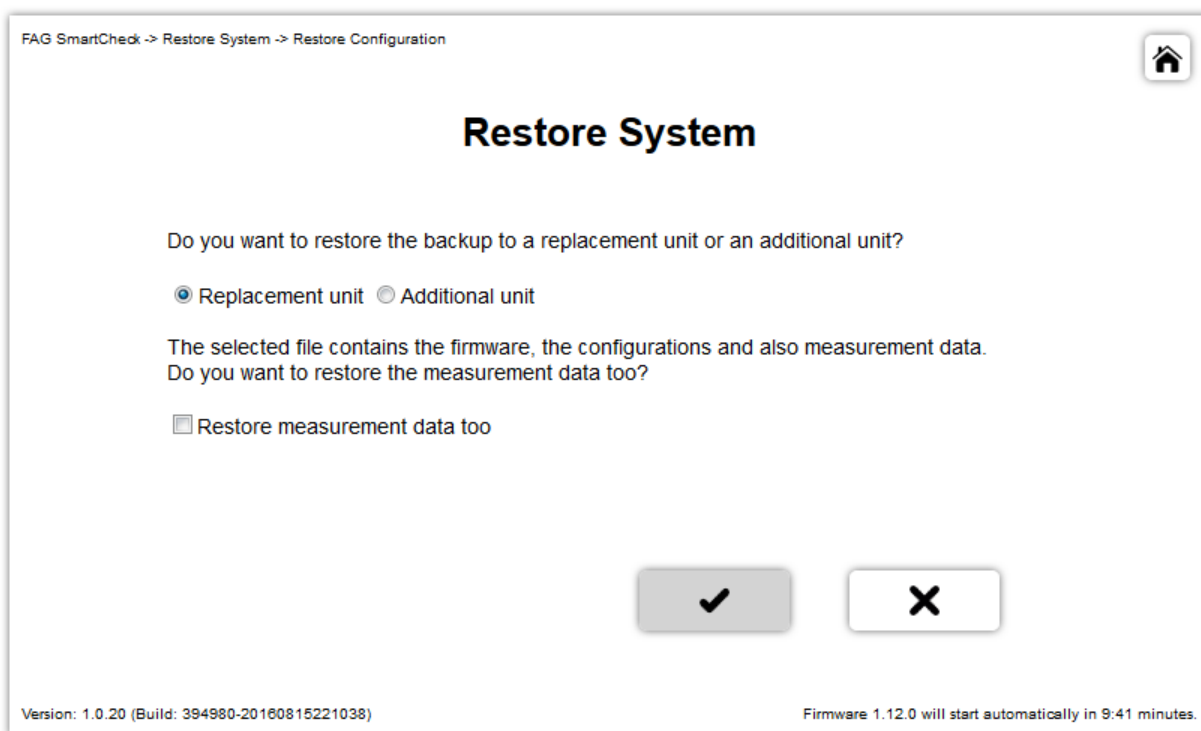 FAG SmartCheck -> Restore System -> Restore Configuration
Restore System
Do you want to restore the backup to a replacement unit or an additional unit?
Replacement unit Additional unit
The selected file contains the firmware, the configurations and also measurement data.
Do you want to restore the measurement data too?
Restore measurement data too
Version: 1.0.20 (Build: 394980-20160815221038) Firmware 1.12.0 will start automatically in 9:41 minutes.